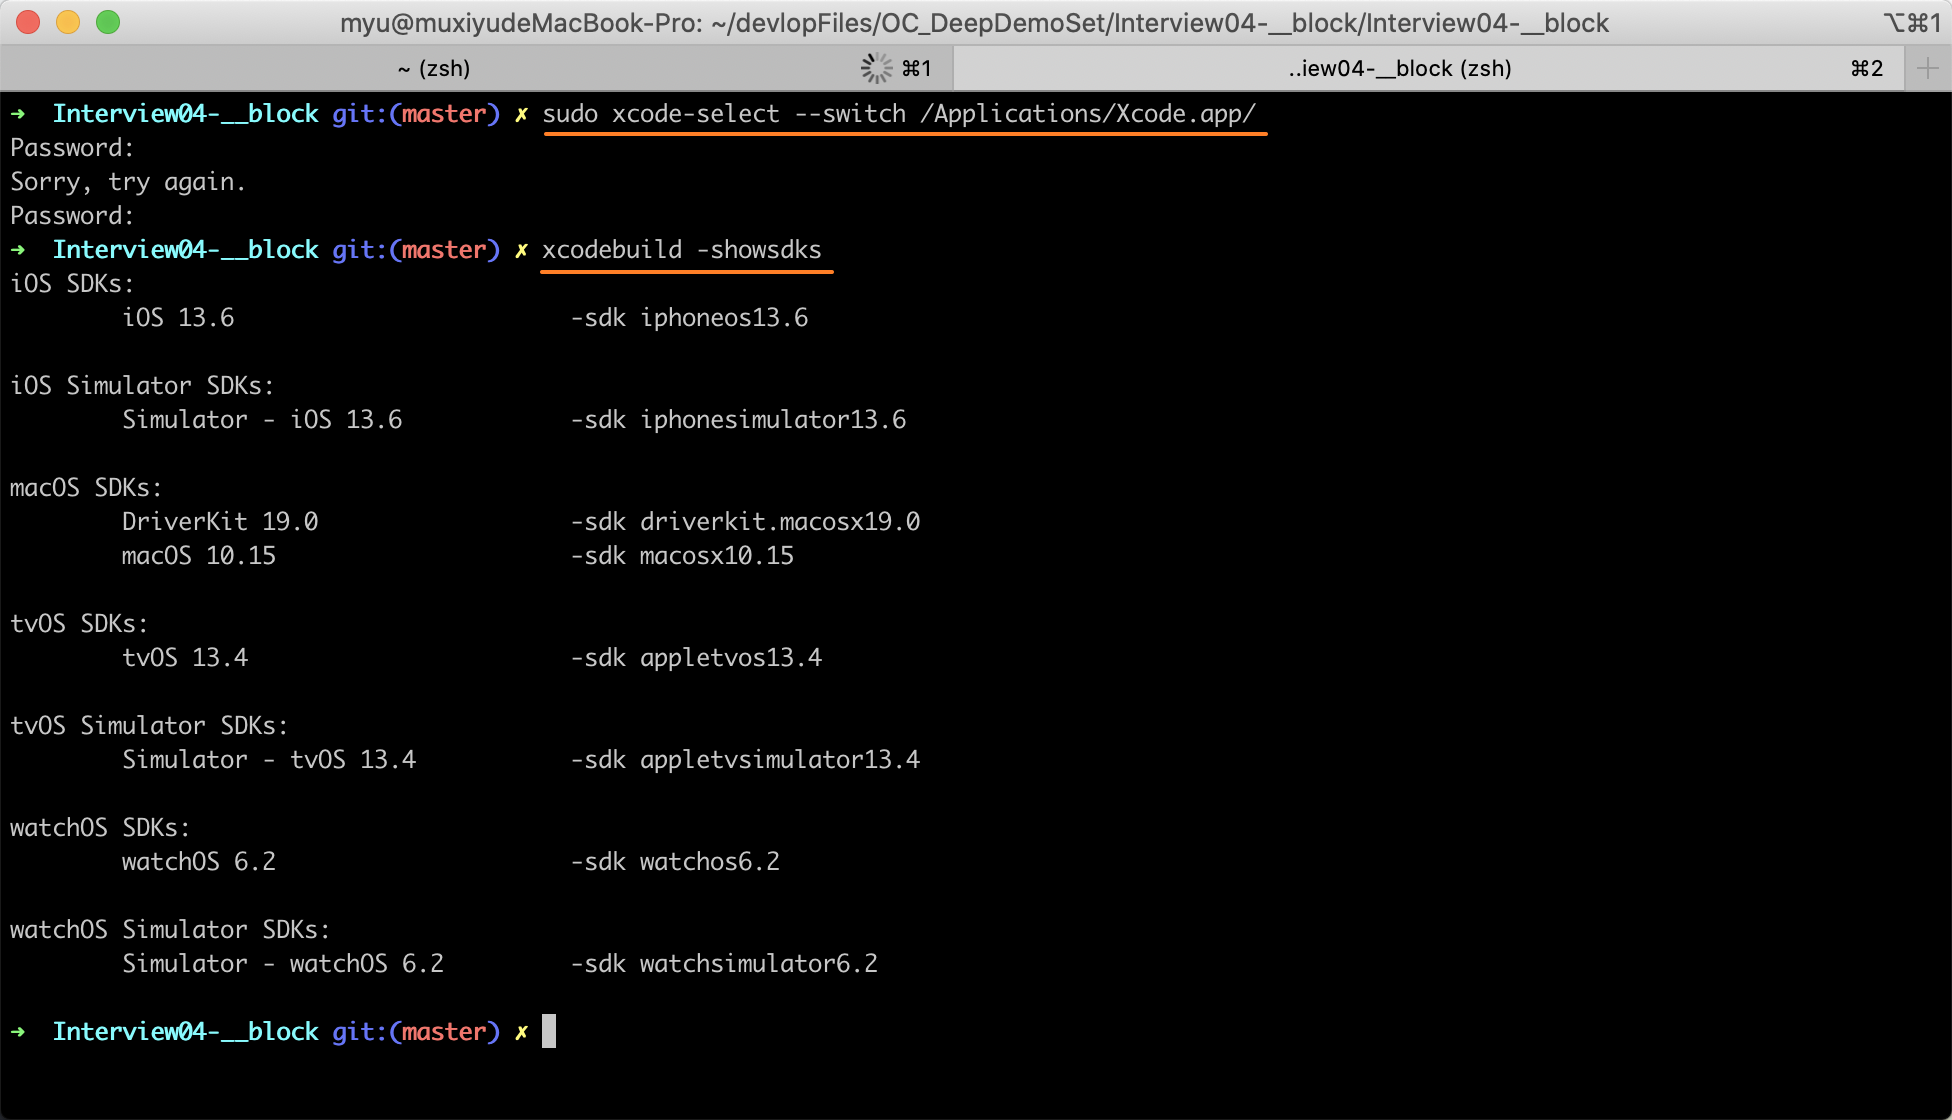 myu@muxiyudeMacBook-Pro: ~/devlopFiles/OC_DeepDemoSet/Interview04-__block/Interview04-__block ⌥⌘1
~ (zsh) ⌘1 ..iew04-__block (zsh) ⌘2 +
➜ Interview04-__block git:(master) ✗ sudo xcode-select --switch /Applications/Xcode.app/
Password:
Sorry, try again.
Password:
➜ Interview04-__block git:(master) ✗ xcodebuild -showsdks
iOS SDKs:
iOS 13.6 -sdk iphoneos13.6
iOS Simulator SDKs:
Simulator - iOS 13.6 -sdk iphonesimulator13.6
macOS SDKs:
DriverKit 19.0 -sdk driverkit.macosx19.0
macOS 10.15 -sdk macosx10.15
tvOS SDKs:
tvOS 13.4 -sdk appletvos13.4
tvOS Simulator SDKs:
Simulator - tvOS 13.4 -sdk appletvsimulator13.4
watchOS SDKs:
watchOS 6.2 -sdk watchos6.2
watchOS Simulator SDKs:
Simulator - watchOS 6.2 -sdk watchsimulator6.2
➜ Interview04-__block git:(master) ✗